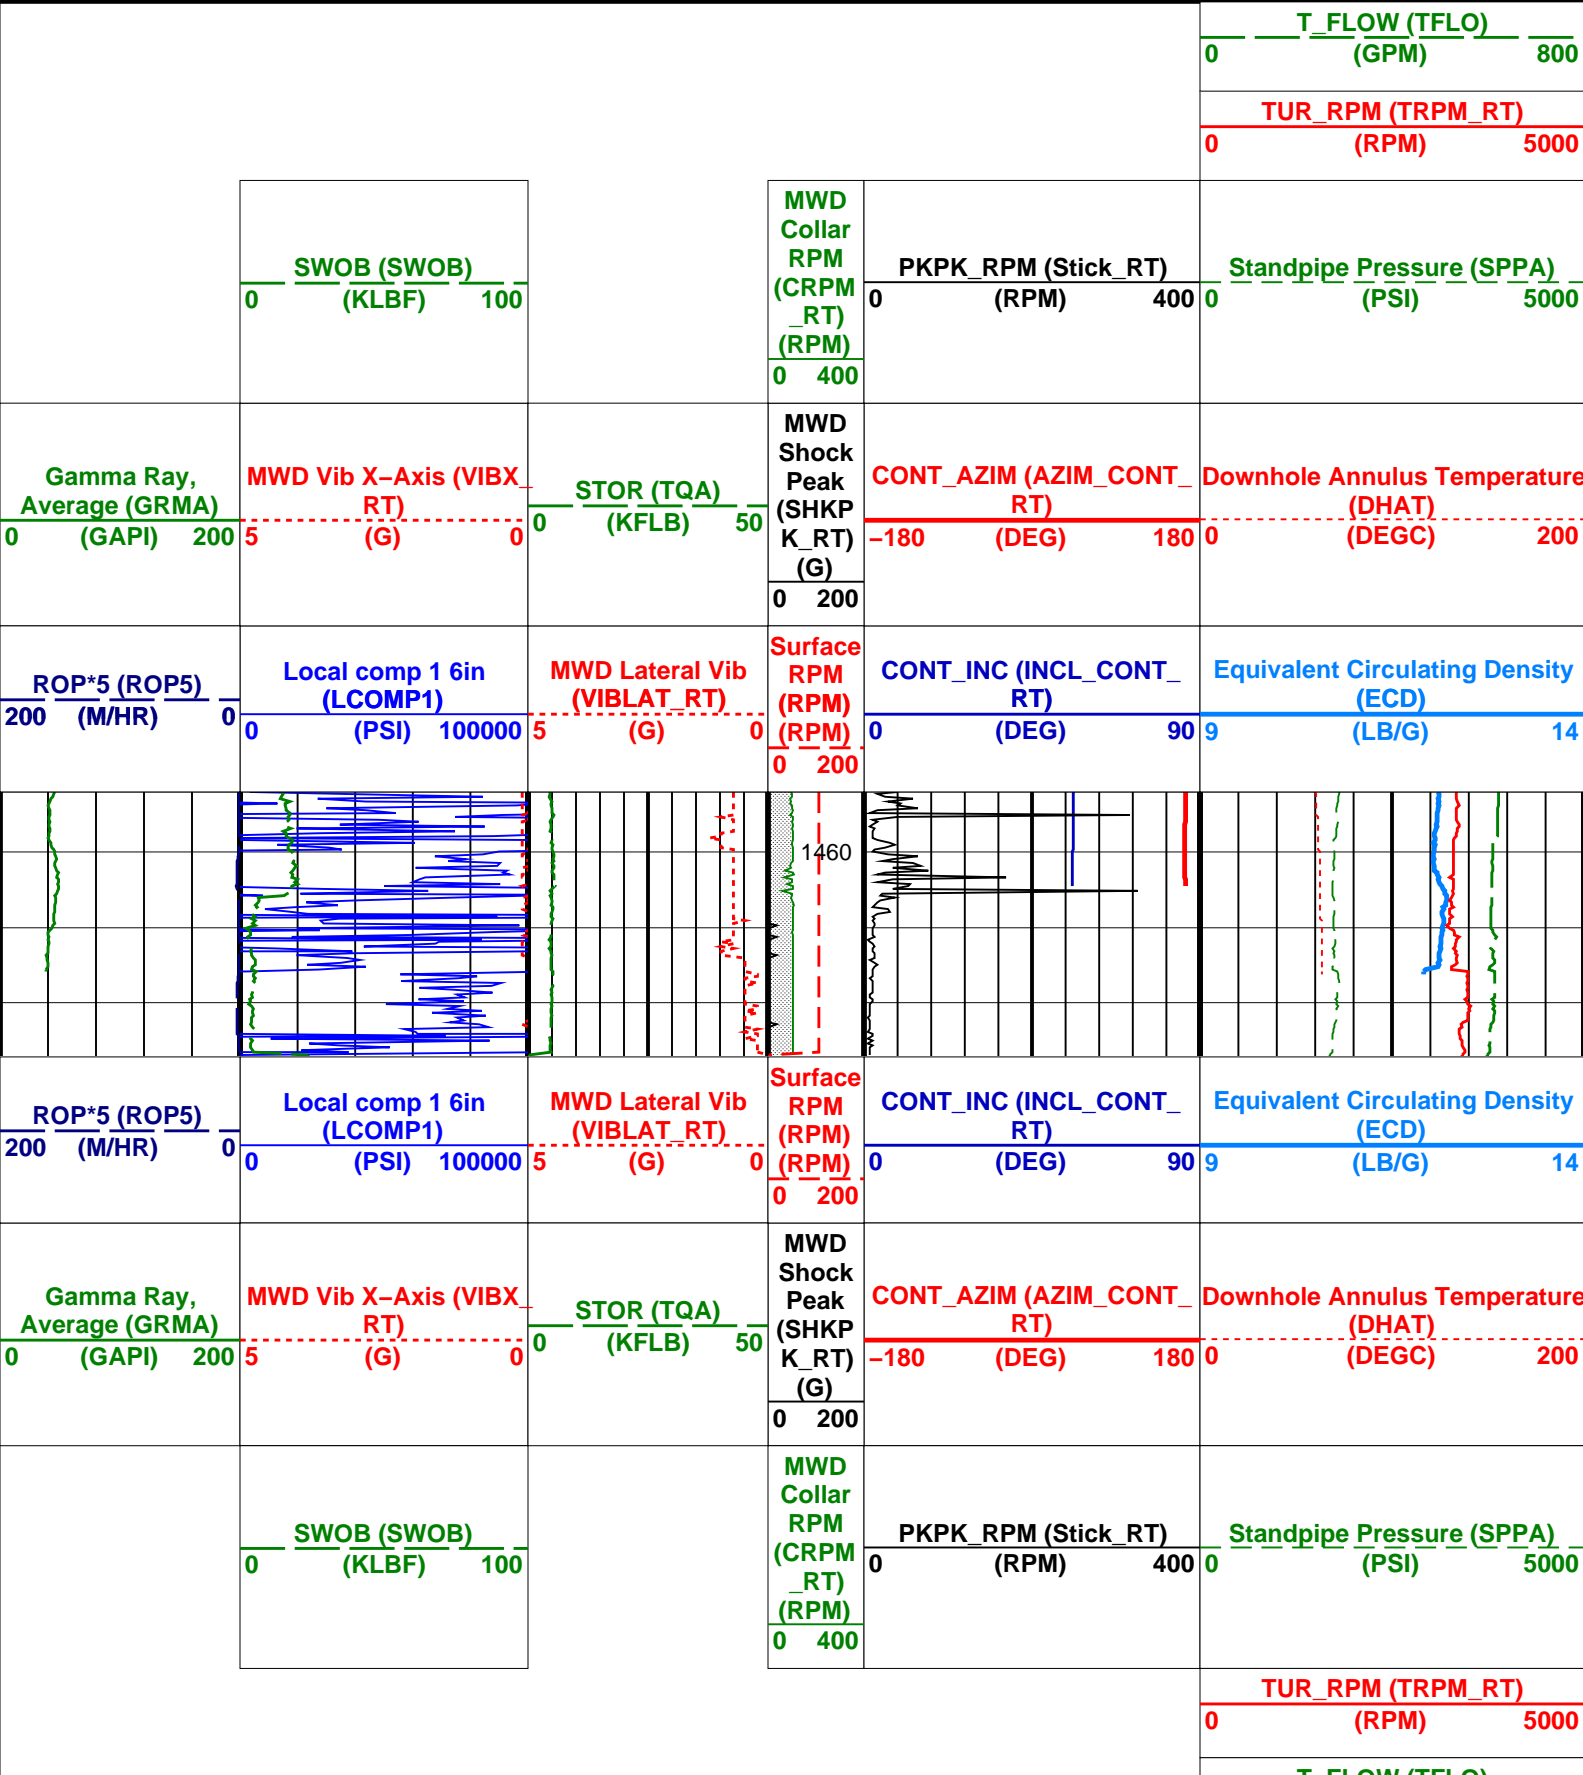 T_FLOW (TFLO)
0 (GPM) 800
TUR_RPM (TRPM_RT)
0 (RPM) 5000
SWOB (SWOB)
0 (KLBF) 100
MWD
Collar
RPM
(CRPM
_RT)
(RPM)
0 400
PKPK_RPM (Stick_RT)
0 (RPM) 400
Standpipe Pressure (SPPA)
0 (PSI) 5000
Gamma Ray,
Average (GRMA)
0 (GAPI) 200
MWD Vib X–Axis (VIBX_
RT)
5 (G) 0
STOR (TQA)
0 (KFLB) 50
MWD
Shock
Peak
(SHKP
K_RT)
(G)
0 200
CONT_AZIM (AZIM_CONT_
RT)
–180 (DEG) 180
Downhole Annulus Temperature
(DHAT)
0 (DEGC) 200
ROP*5 (ROP5)
200 (M/HR) 0
Local comp 1 6in
(LCOMP1)
0 (PSI) 100000
MWD Lateral Vib
(VIBLAT_RT)
5 (G) 0
Surface
RPM
(RPM)
(RPM)
0 200
CONT_INC (INCL_CONT_
RT)
0 (DEG) 90
Equivalent Circulating Density
(ECD)
9 (LB/G) 14
1460
ROP*5 (ROP5)
200 (M/HR) 0
Local comp 1 6in
(LCOMP1)
0 (PSI) 100000
MWD Lateral Vib
(VIBLAT_RT)
5 (G) 0
Surface
RPM
(RPM)
(RPM)
0 200
CONT_INC (INCL_CONT_
RT)
0 (DEG) 90
Equivalent Circulating Density
(ECD)
9 (LB/G) 14
Gamma Ray,
Average (GRMA)
0 (GAPI) 200
MWD Vib X–Axis (VIBX_
RT)
5 (G) 0
STOR (TQA)
0 (KFLB) 50
MWD
Shock
Peak
(SHKP
K_RT)
(G)
0 200
CONT_AZIM (AZIM_CONT_
RT)
–180 (DEG) 180
Downhole Annulus Temperature
(DHAT)
0 (DEGC) 200
SWOB (SWOB)
0 (KLBF) 100
MWD
Collar
RPM
(CRPM
_RT)
(RPM)
0 400
PKPK_RPM (Stick_RT)
0 (RPM) 400
Standpipe Pressure (SPPA)
0 (PSI) 5000
TUR_RPM (TRPM_RT)
0 (RPM) 5000
T_FLOW (TFLO)